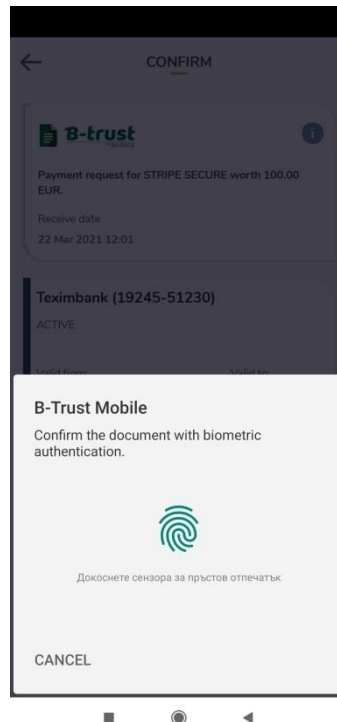 CONFIRM
B-trust
Payment request for STRIPE SECURE worth 100.00
EUR.
Receive date
22 Mar 2021 12:01
Teximbank (19245-51230)
ACTIVE
Valid from:
Valid to:
B-Trust Mobile
Confirm the document with biometric
authentication.
Докоснете сензора за пръстов отпечатък
CANCEL